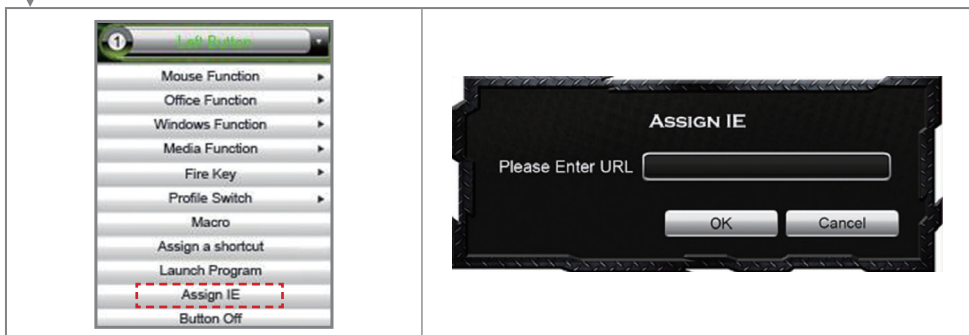 1 Left Button
Mouse Function
Office Function
Windows Function
Media Function
Fire Key
Profile Switch
Macro
Assign a shortcut
Launch Program
Assign IE
Button Off
ASSIGN IE
Please Enter URL
OK Cancel